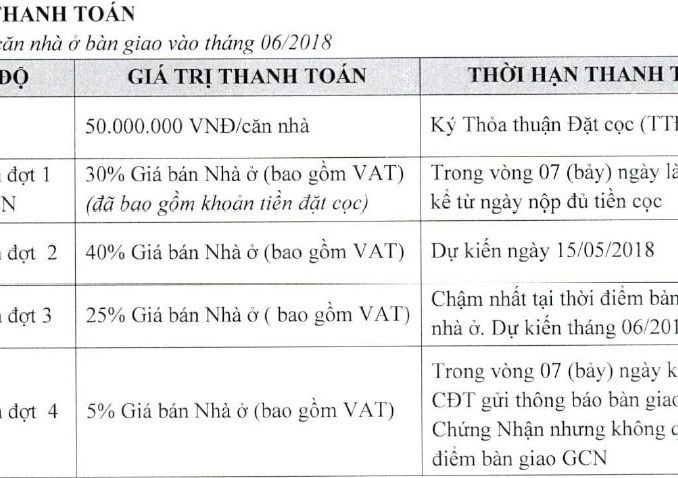 THANH TOÁN
căn nhà ở bàn giao vào tháng 06/2018
ĐỘ GIÁ TRỊ THANH TOÁN THỜI HẠN THANH T
50.000.000 VNĐ/căn nhà Ký Thỏa thuận Đặt cọc (TTĐ
đợt 1 30% Giá bán Nhà ở (bao gồm VAT) Trong vòng 07 (bảy) ngày là
N (đã bao gồm khoản tiền đặt cọc) kể từ ngày nộp đủ tiền cọc
đợt 2 40% Giá bán Nhà ở (bao gồm VAT) Dự kiến ngày 15/05/2018
Chậm nhất tại thời điểm bàn
đợt 3 25% Giá bán Nhà ở ( bao gồm VAT) nhà ở. Dự kiến tháng 06/201
Trong vòng 07 (bảy) ngày k
CĐT gửi thông báo bàn giao
đợt 4 5% Giá bán Nhà ở (bao gồm VAT) Chứng Nhận nhưng không q
điểm bàn giao GCN